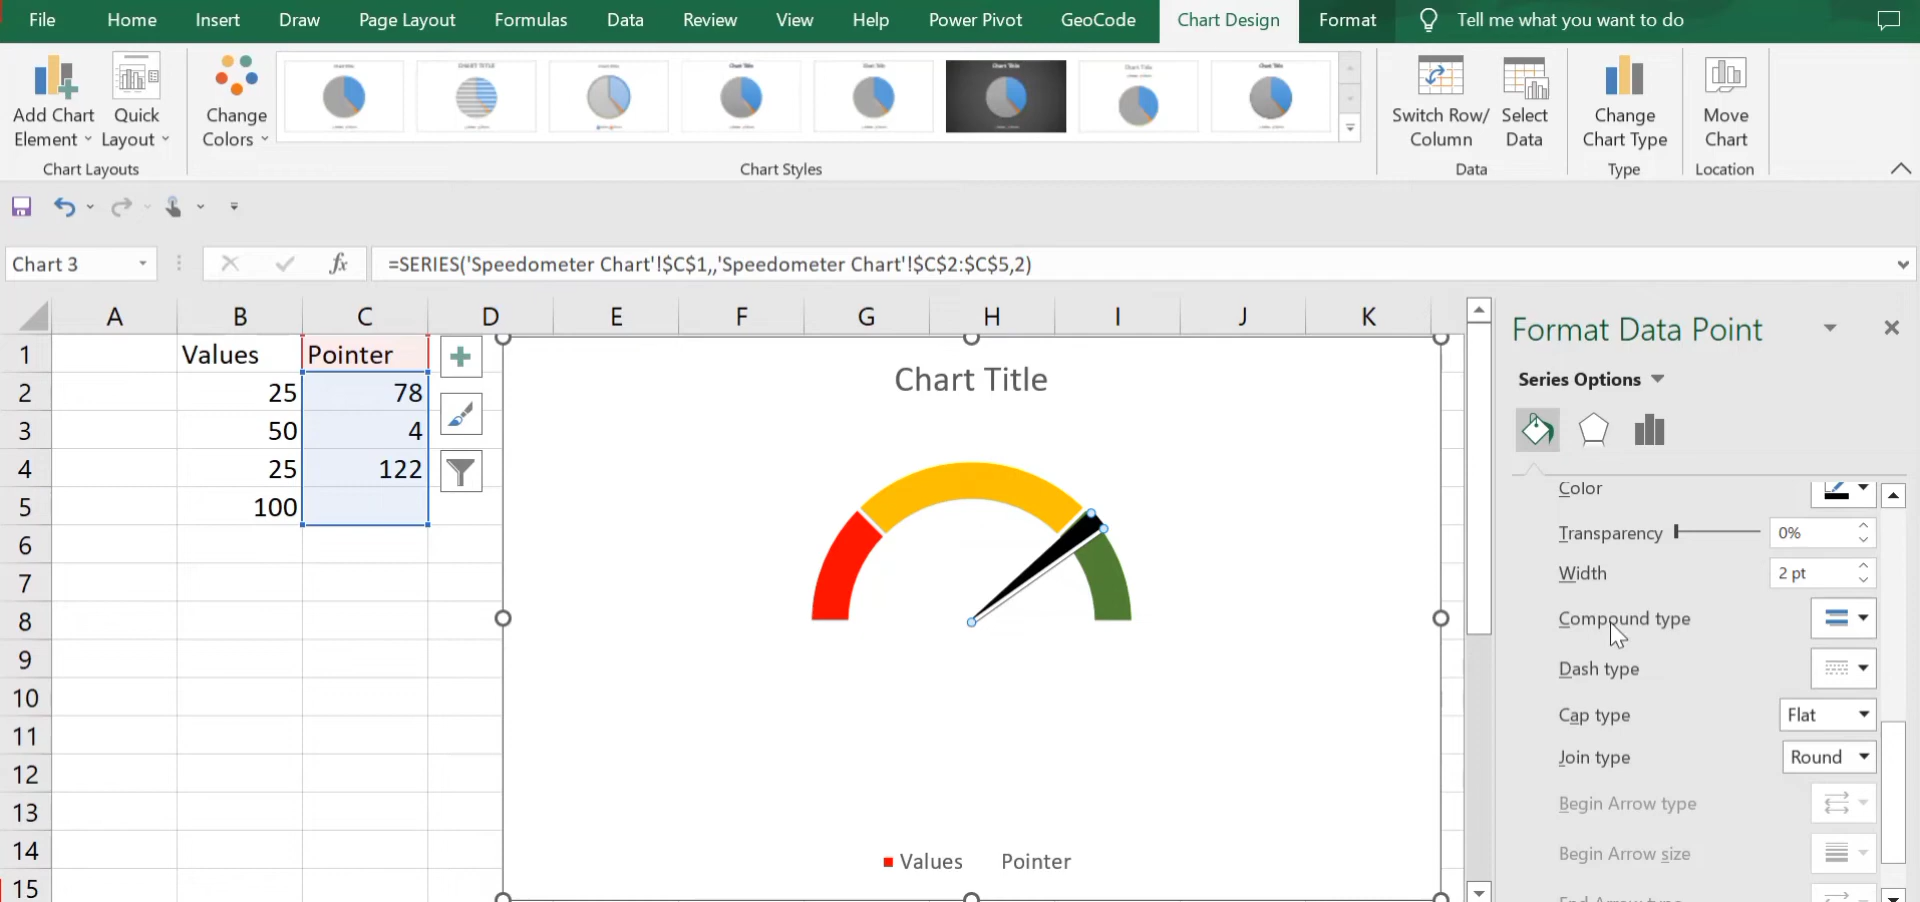 File Home Insert Draw Page Layout Formulas Data Review View Help Power Pivot GeoCode Chart Design Format Tell me what you want to do
Add Chart Element
Quick Layout
Change Colors
Switch Row/ Column
Select Data
Change Chart Type
Move Chart
Chart Layouts Chart Styles Data Type Location
Chart 3 fx =SERIES('Speedometer Chart'!$C$1,,'Speedometer Chart'!$C$2:$C$5,2)
A B C D E F G H I J K
1 Values Pointer
2 25 78
3 50 4
4 25 122
5 100
6
7
8
9
10
11
12
13
14
15
Chart Title
Values Pointer
Format Data Point
Series Options
Color
Transparency 0%
Width 2 pt
Compound type
Dash type
Cap type Flat
Join type Round
Begin Arrow type
Begin Arrow size